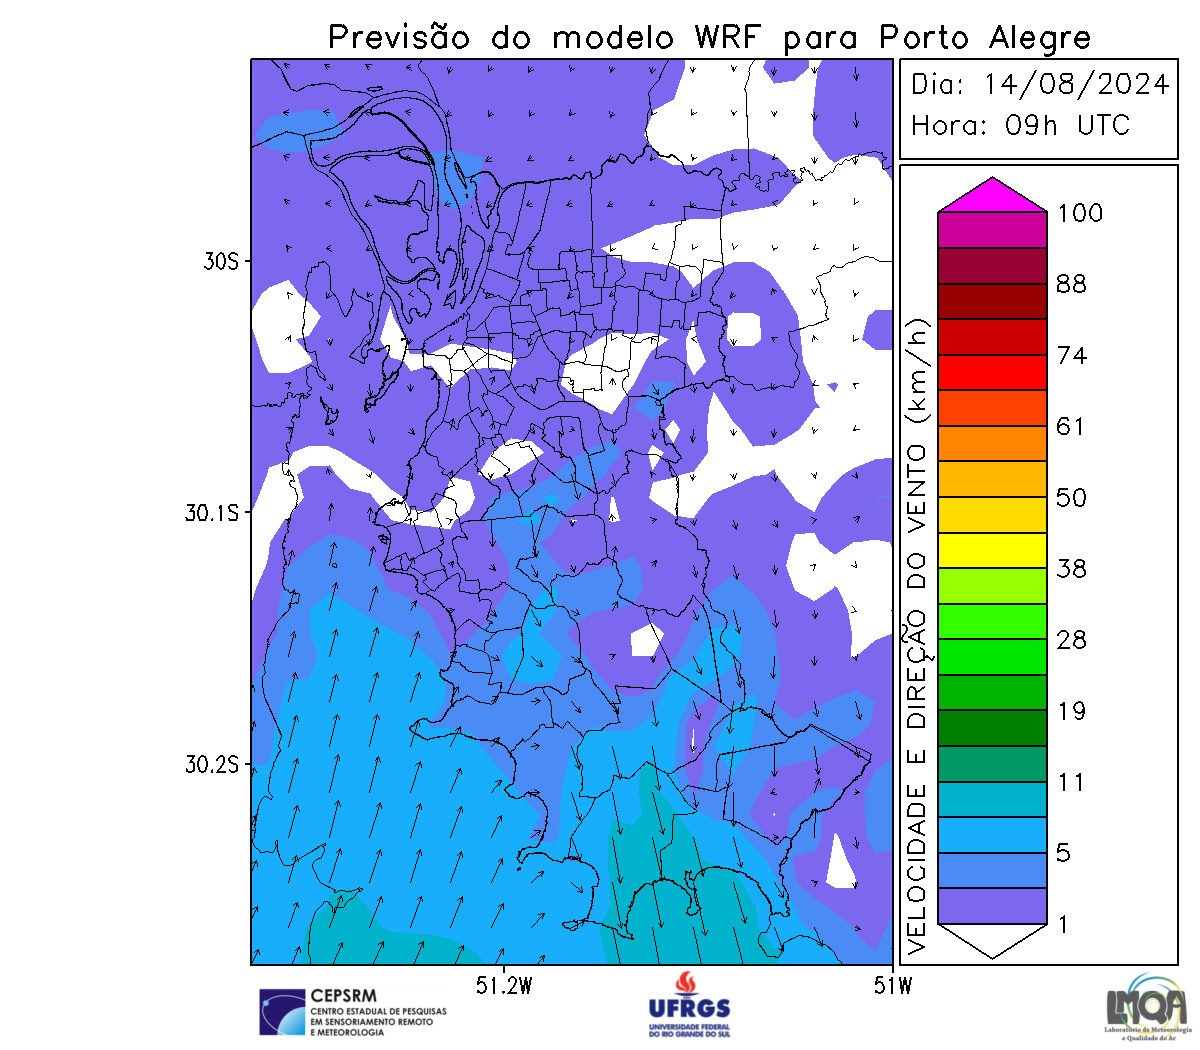 Previsão do modelo WRF para Porto Alegre
Dia: 14/08/2024
Hora: 09h UTC
30S
30.1S
30.2S
51.2W
51W
VELOCIDADE E DIREÇÃO DO VENTO (km/h)
100
88
74
61
50
38
28
19
11
5
1
CEPSRM
CENTRO ESTADUAL DE PESQUISAS
EM SENSORIAMENTO REMOTO
E METEOROLOGIA
UFRGS
UNIVERSIDADE FEDERAL
DO RIO GRANDE DO SUL
LMQA
Laboratório de Meteorologia
e Qualidade do Ar